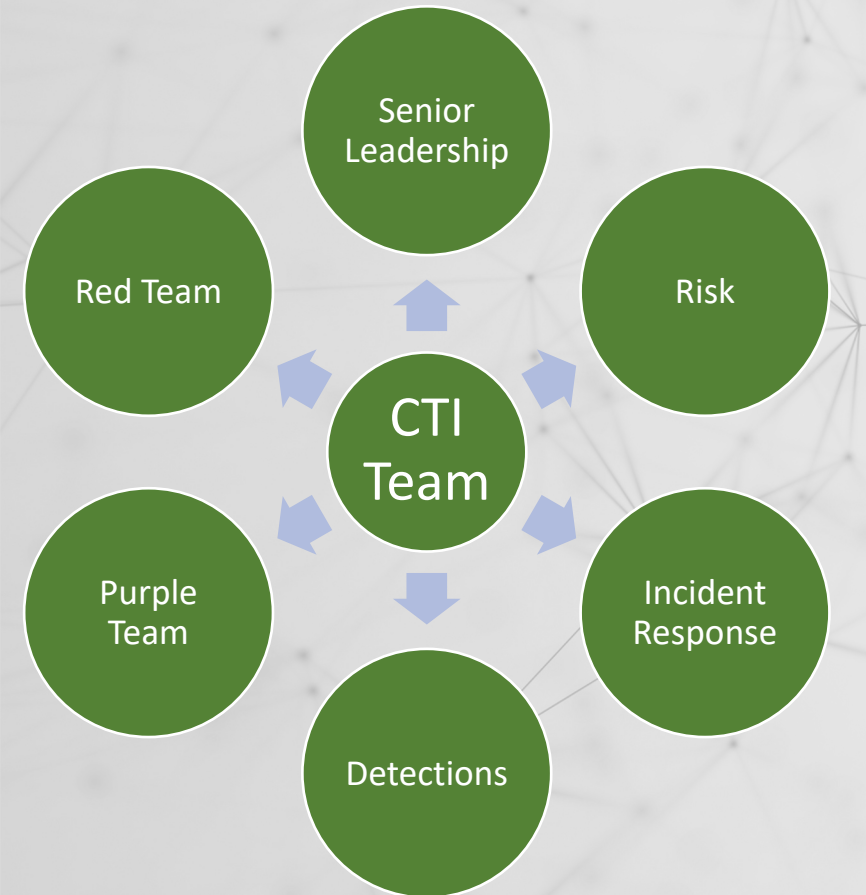 Senior
Leadership
Red Team
Risk
CTI
Team
Purple
Team
Incident
Response
Detections